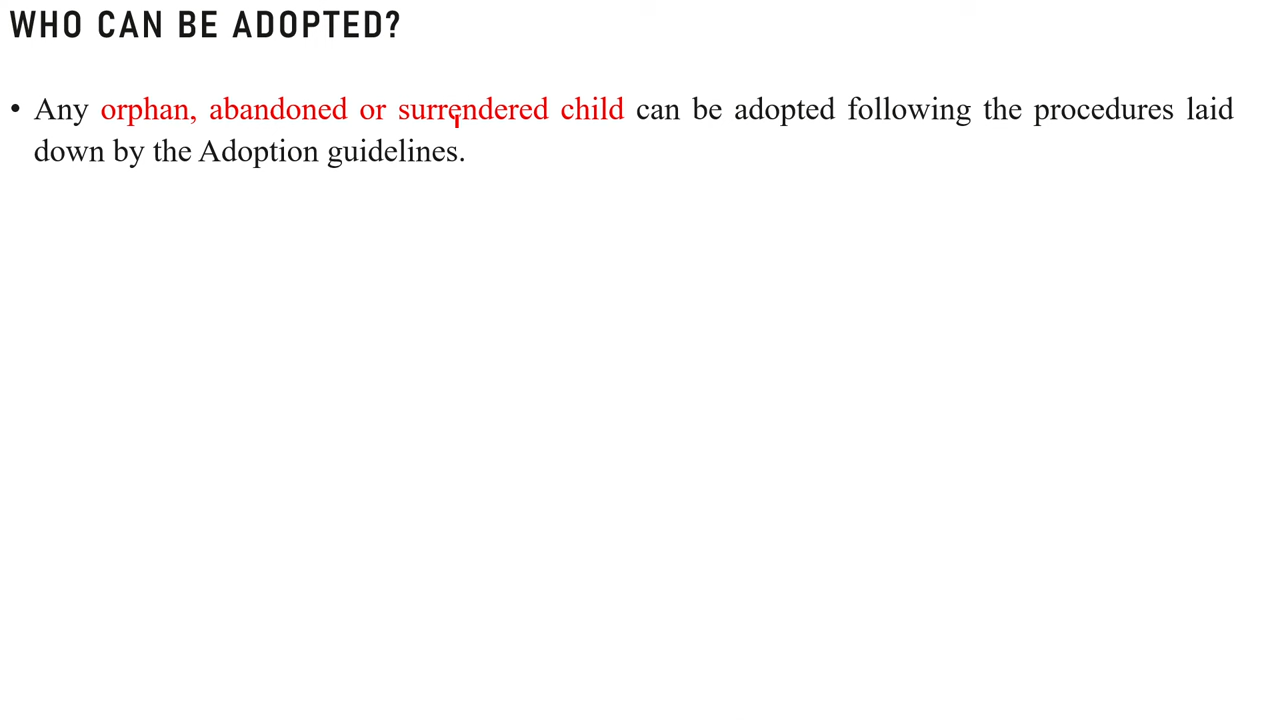 WHO CAN BE ADOPTED?
• Any orphan, abandoned or surrendered child can be adopted following the procedures laid
down by the Adoption guidelines.